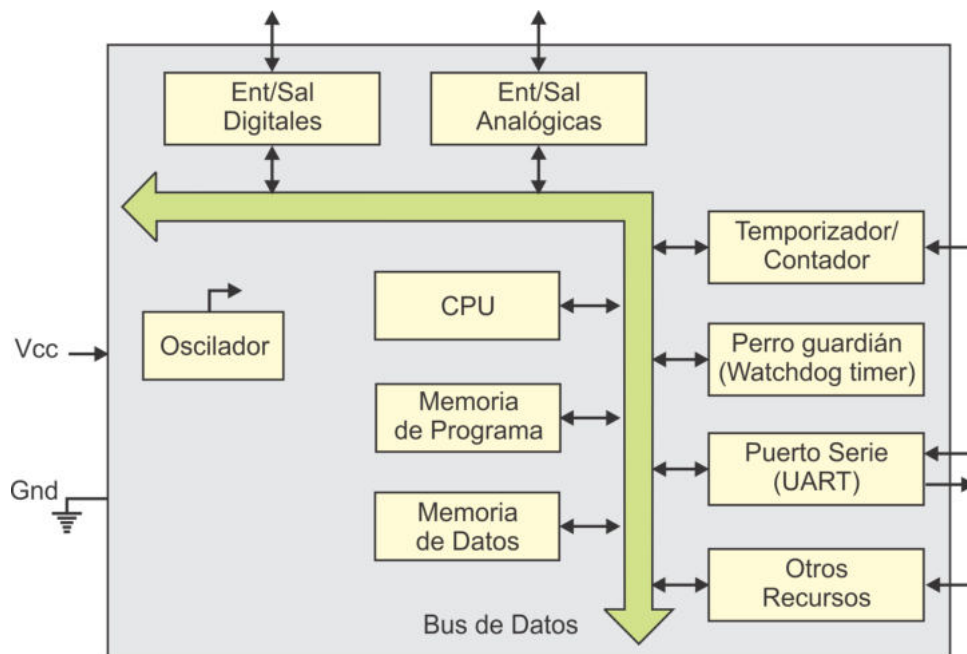 Ent/Sal
Digitales
Ent/Sal
Analógicas
Temporizador/
Contador
CPU
Oscilador
Vcc
Perro guardián
(Watchdog timer)
Memoria
de Programa
Puerto Serie
(UART)
Gnd
Memoria
de Datos
Otros
Recursos
Bus de Datos